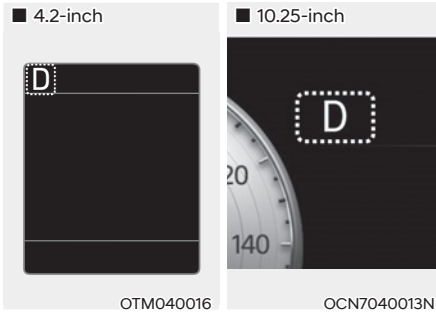 ■ 4.2-inch
D
OTM040016
■ 10.25-inch
D
20
140
OCN7040013N